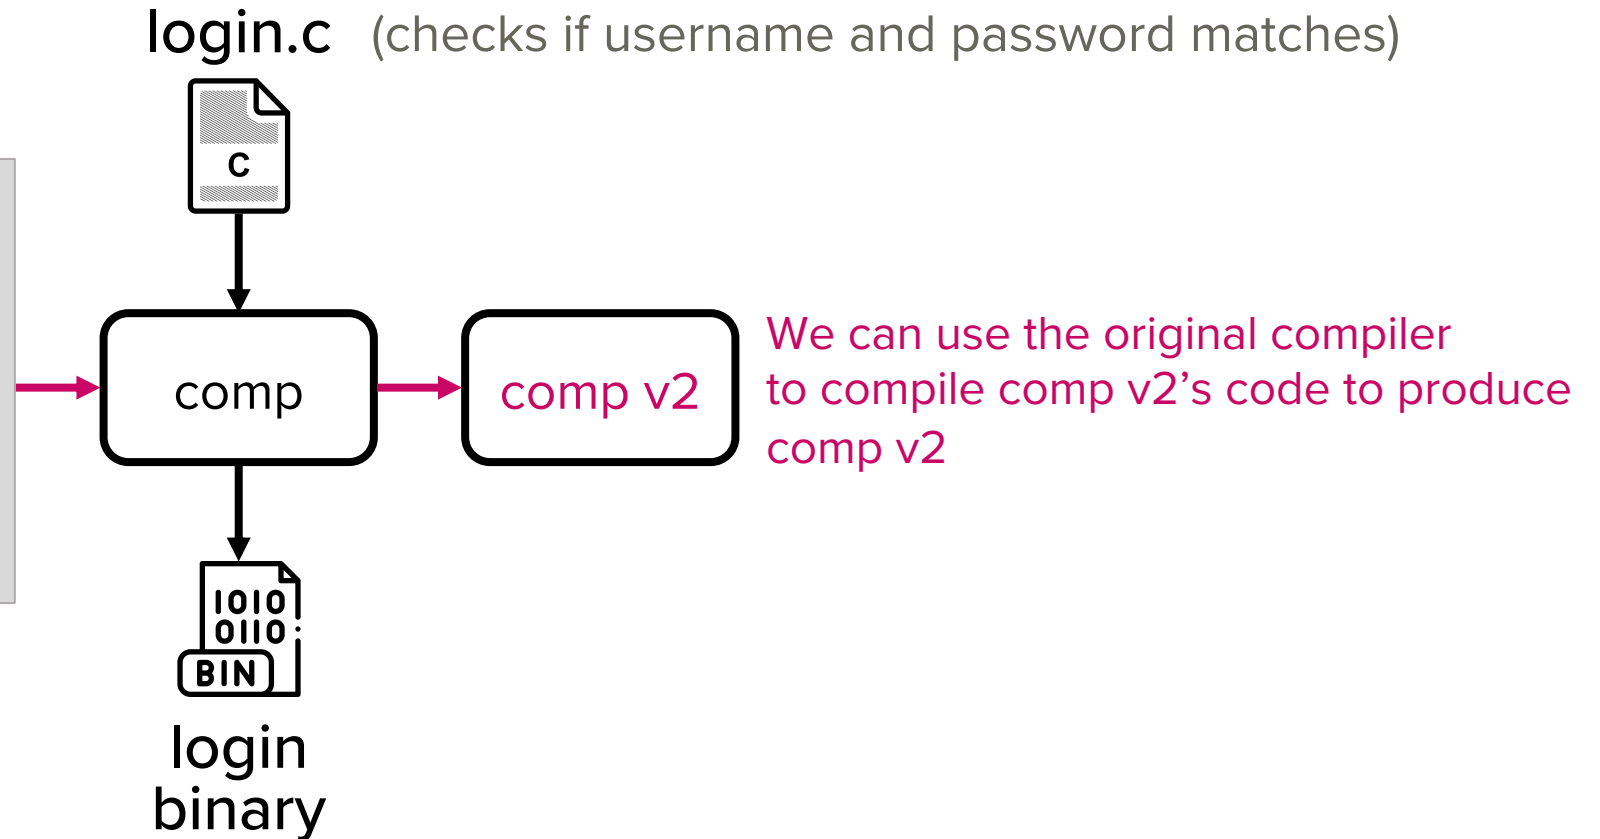 login.c (checks if username and password matches)
C
comp
comp v2
We can use the original compiler
to compile comp v2’s code to produce
comp v2
1010
0110
BIN
login
binary